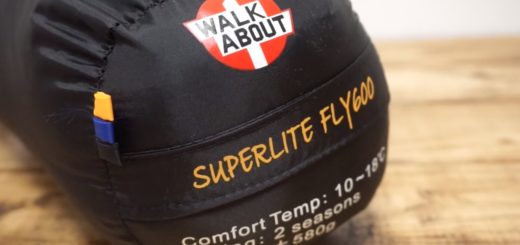 WALK
ABOUT
SUPERLITE FLY600
Comfort Temp: 10~18℃
2 seasons
580g